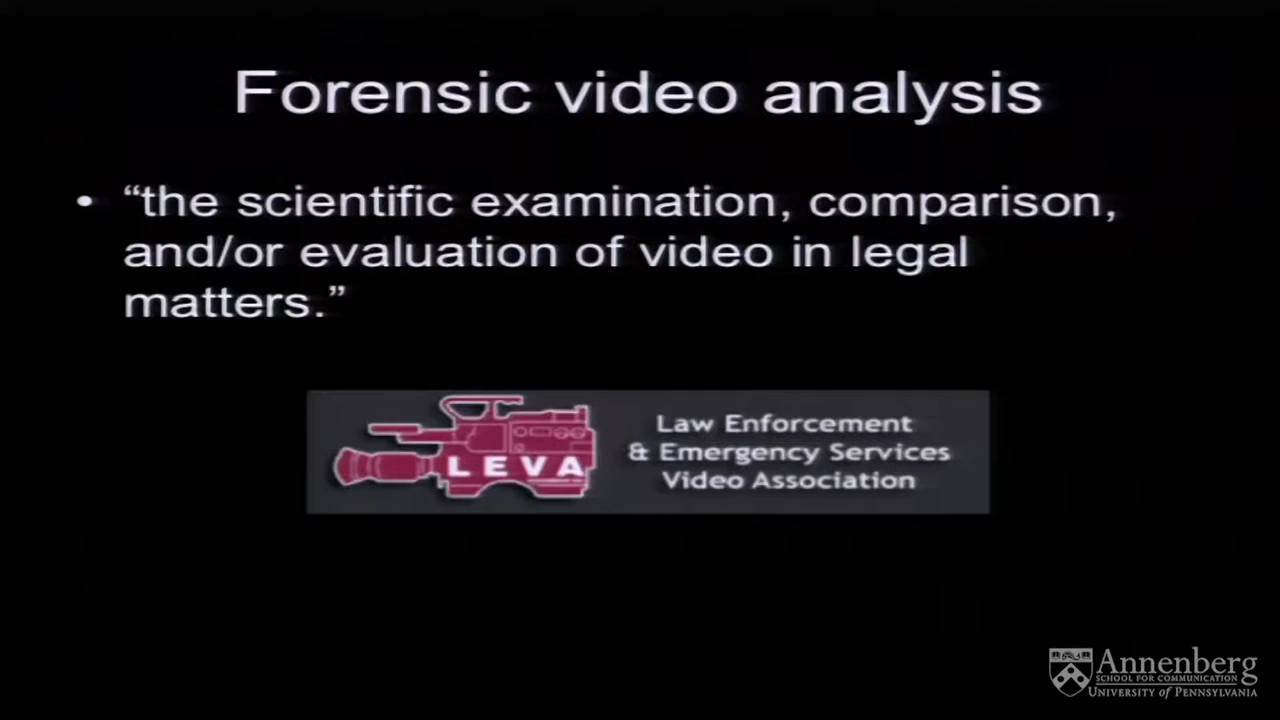 Forensic video analysis
• “the scientific examination, comparison,
and/or evaluation of video in legal
matters.”
LEVA
Law Enforcement
& Emergency Services
Video Association
Annenberg
SCHOOL FOR COMMUNICATION
UNIVERSITY of PENNSYLVANIA